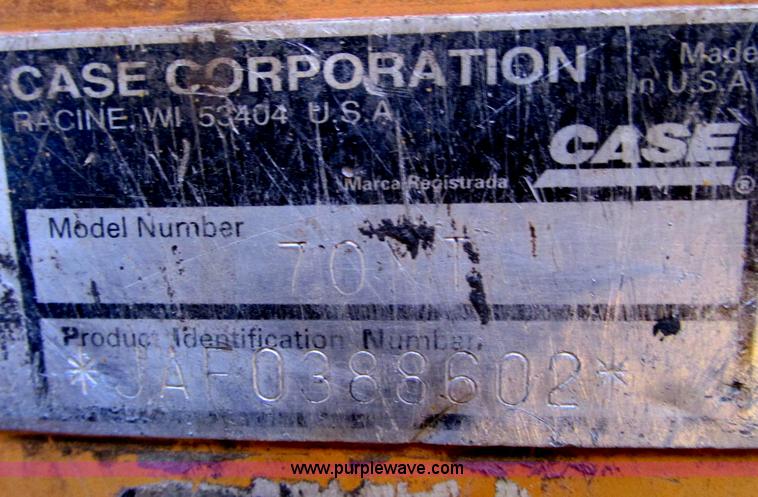 CASE CORPORATION
Made in U.S.A.
RACINE, WI 53404 U.S.A.
CASE
Marca Registrada
®
Model Number
Product Identification Number
*JAF0388602*
www.purplewave.com